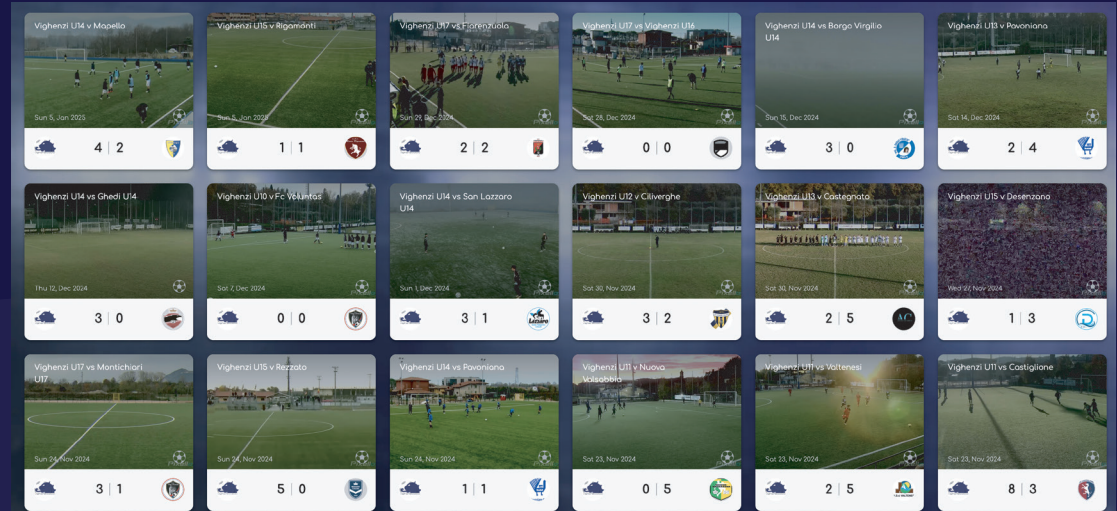 Vighenzi U14 v Mapello
Sun 5, Jan 2025
4 | 2
Vighenzi U15 v Rigamonti
Sun 5, Jan 2025
1 | 1
Vighenzi U17 vs Fiorenzuola
Sun 29, Dec 2024
2 | 2
Vighenzi U17 vs Vighenzi U16
Sat 28, Dec 2024
0 | 0
Vighenzi U14 vs Borgo Virgilio
U14
Sun 15, Dec 2024
3 | 0
Vighenzi U13 v Pavoniana
Sat 14, Dec 2024
2 | 4
Vighenzi U14 vs Ghedi U14
Thu 12, Dec 2024
3 | 0
Vighenzi U10 v Fc Voluntas
Sat 7, Dec 2024
0 | 0
Vighenzi U14 vs San Lazzaro
U14
Sun 1, Dec 2024
3 | 1
Vighenzi U12 v Ciliverghe
Sat 30, Nov 2024
3 | 2
Vighenzi U13 v Castegnato
Sat 30, Nov 2024
2 | 5
AC
Vighenzi U15 v Desenzano
Wed 27, Nov 2024
1 | 3
Vighenzi U17 vs Montichiari
U17
Sun 24, Nov 2024
3 | 1
Vighenzi U15 v Rezzato
Sun 24, Nov 2024
5 | 0
Vighenzi U14 v Pavoniana
Sun 24, Nov 2024
1 | 1
Vighenzi U11 v Nuova
Valsabbia
Sat 23, Nov 2024
0 | 5
Vighenzi U11 vs Valtenesi
Sat 23, Nov 2024
2 | 5
Vighenzi U11 vs Castiglione
Sat 23, Nov 2024
8 | 3